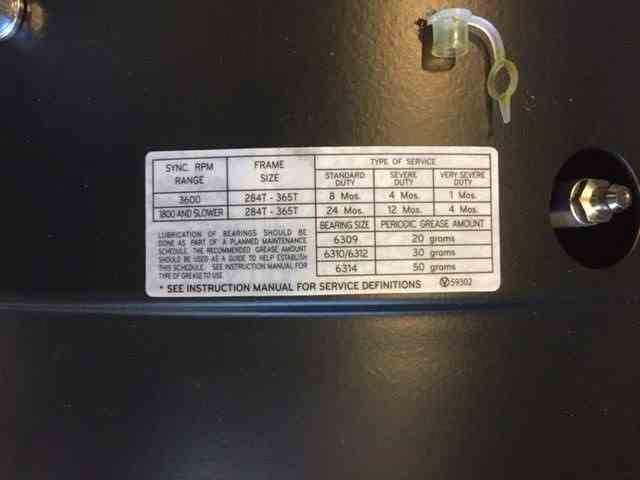 SYNC. RPM RANGE FRAME SIZE TYPE OF SERVICE
STANDARD DUTY SEVERE DUTY VERY SEVERE DUTY
3600 284T - 365T 8 Mos. 4 Mos. 1 Mos.
1800 AND SLOWER 284T - 365T 24 Mos. 12 Mos. 4 Mos.
LUBRICATION OF BEARINGS SHOULD BE
DONE AS PART OF A PLANNED MAINTENANCE
SCHEDULE. THE RECOMMENDED GREASE AMOUNT
SHOULD BE USED AS A GUIDE TO HELP ESTABLISH
THIS SCHEDULE. SEE INSTRUCTION MANUAL FOR
TYPE OF GREASE TO USE
BEARING SIZE PERIODIC GREASE AMOUNT
6309 20 grams
6310/6312 30 grams
6314 50 grams
* SEE INSTRUCTION MANUAL FOR SERVICE DEFINITIONS 59302